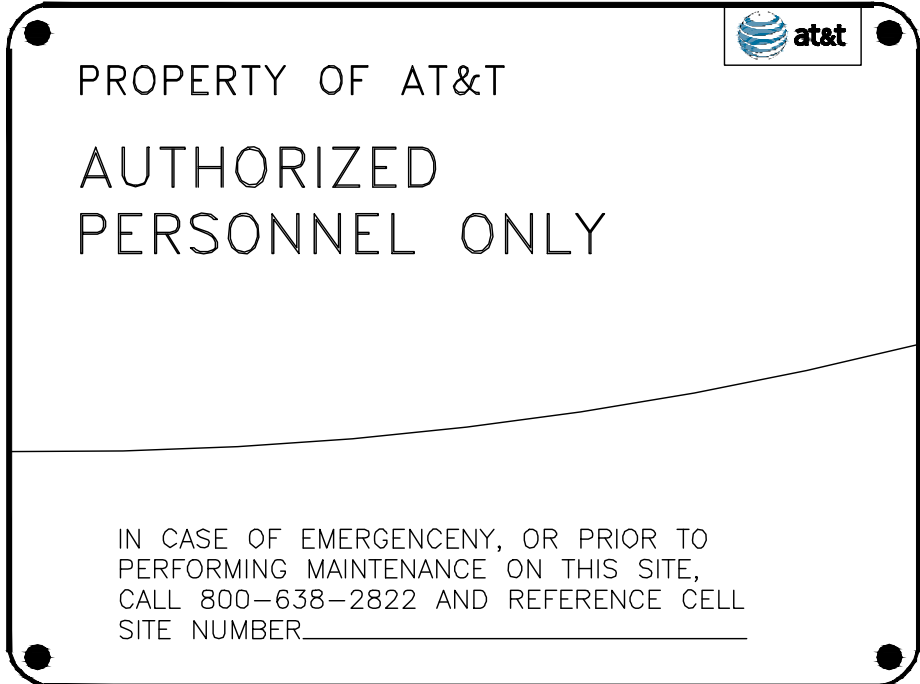 at&t
PROPERTY OF AT&T
AUTHORIZED
PERSONNEL ONLY
IN CASE OF EMERGENCENY, OR PRIOR TO
PERFORMING MAINTENANCE ON THIS SITE,
CALL 800-638-2822 AND REFERENCE CELL
SITE NUMBER